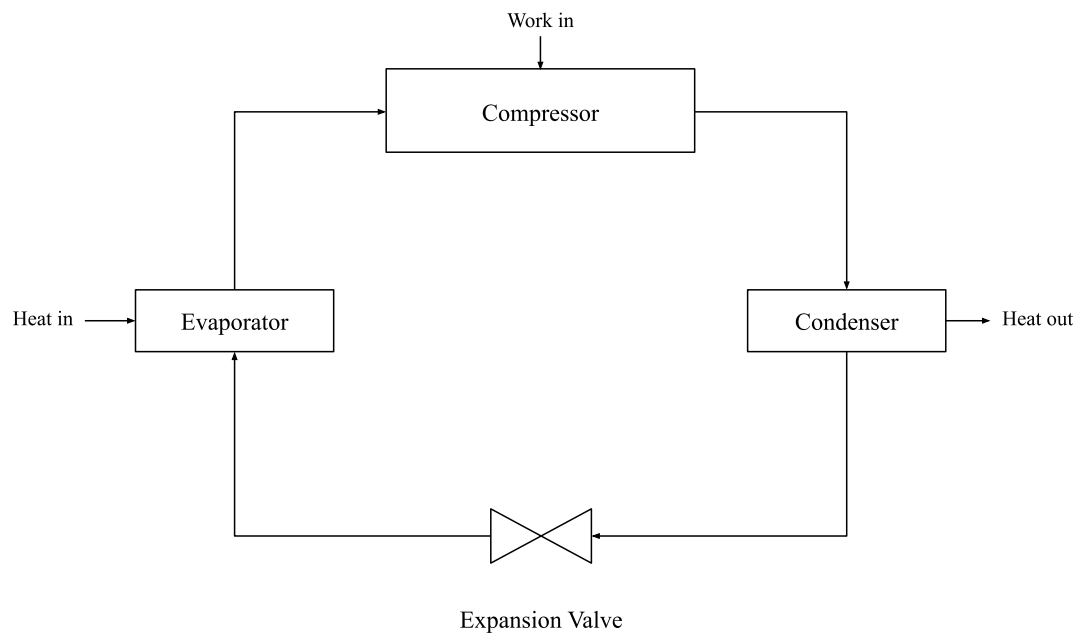 Work in
Compressor
Heat in
Evaporator
Condenser
Heat out
Expansion Valve